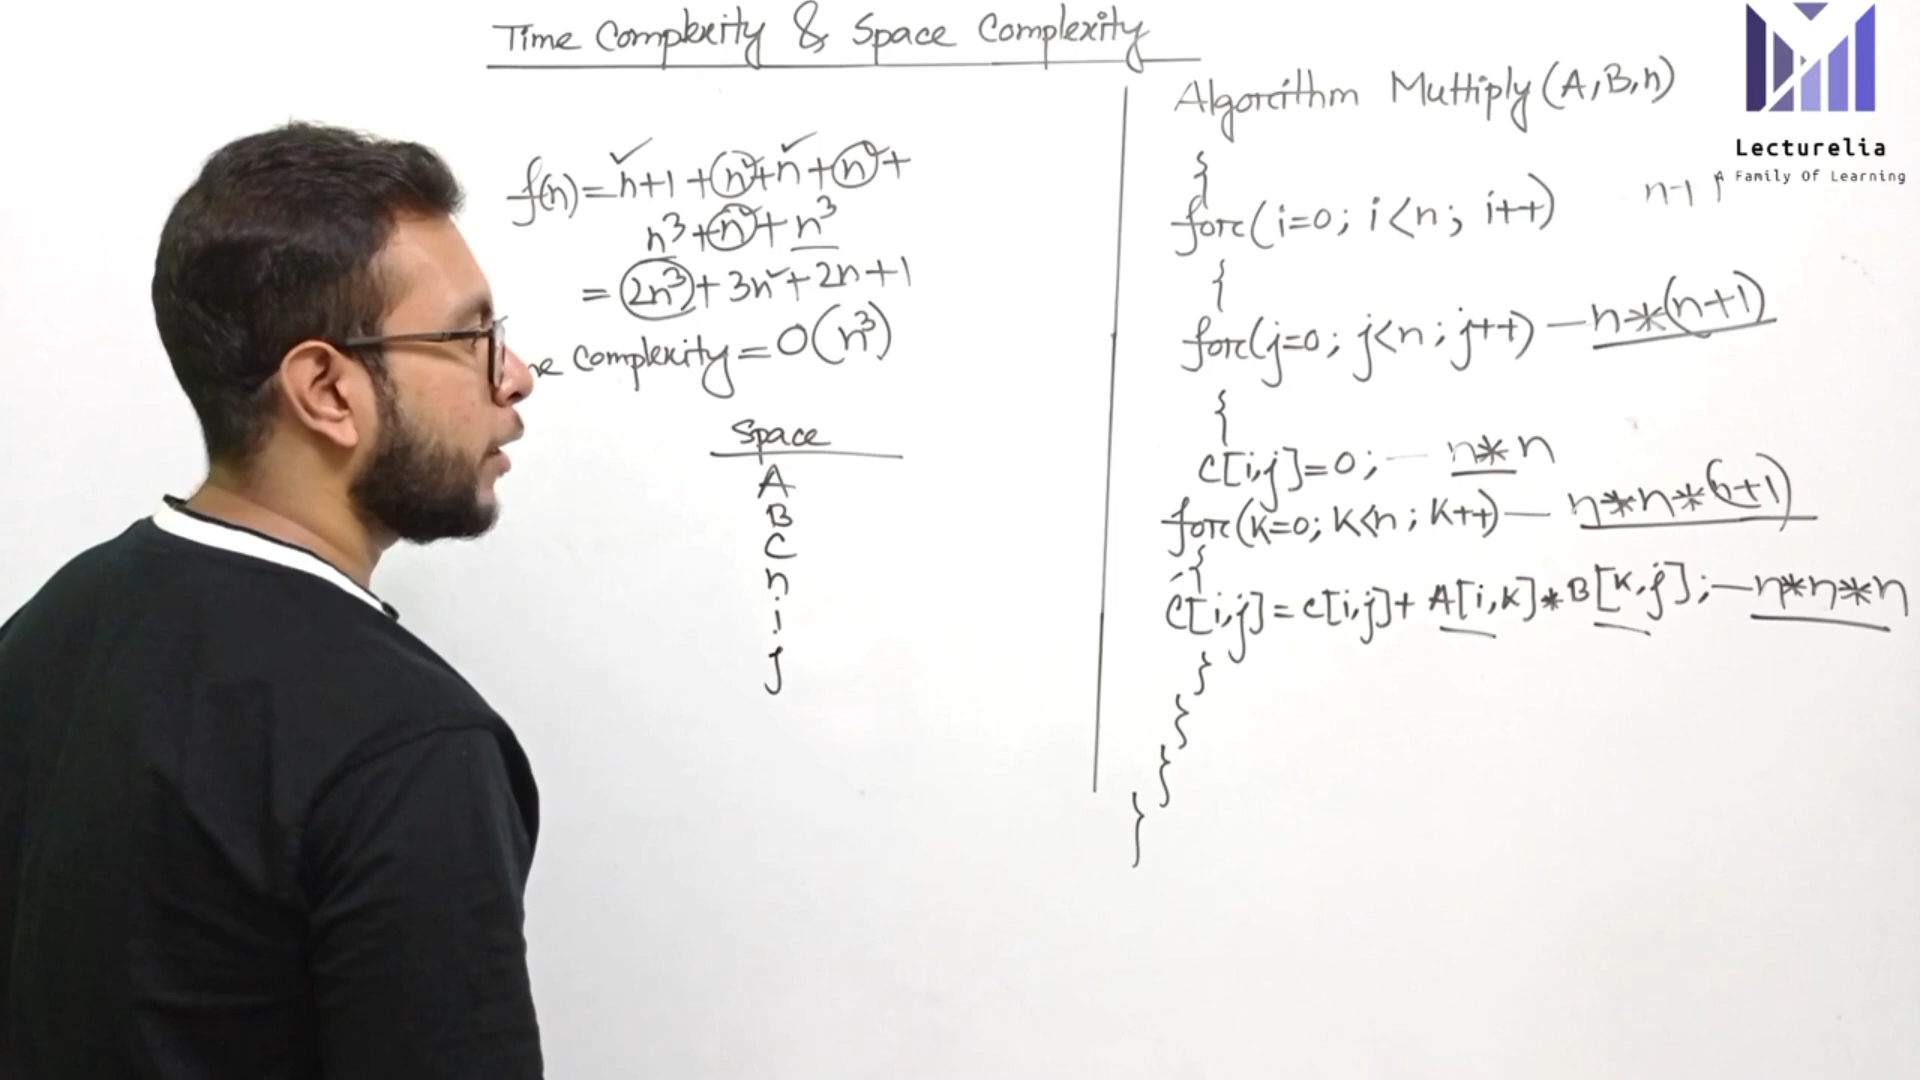 Time Complexity & Space Complexity
f(n)=n+1+n²+n+n²+
n³+n²+n³
=2n³+3n²+2n+1
me complexity=O(n³)
Space
A
B
C
n
i
j
Algorithm Multiply(A,B,n)
{
for(i=0; i<n; i++)
{
for(j=0; j<n; j++) — n*(n+1)
{
C[i,j]=0; — n*n
for(K=0; K<n; K++) — n*n*(n+1)
{
C[i,j]=C[i,j]+ A[i,K]*B[K,j]; — n*n*n
}
}
}
}
Lecturelia
A Family Of Learning